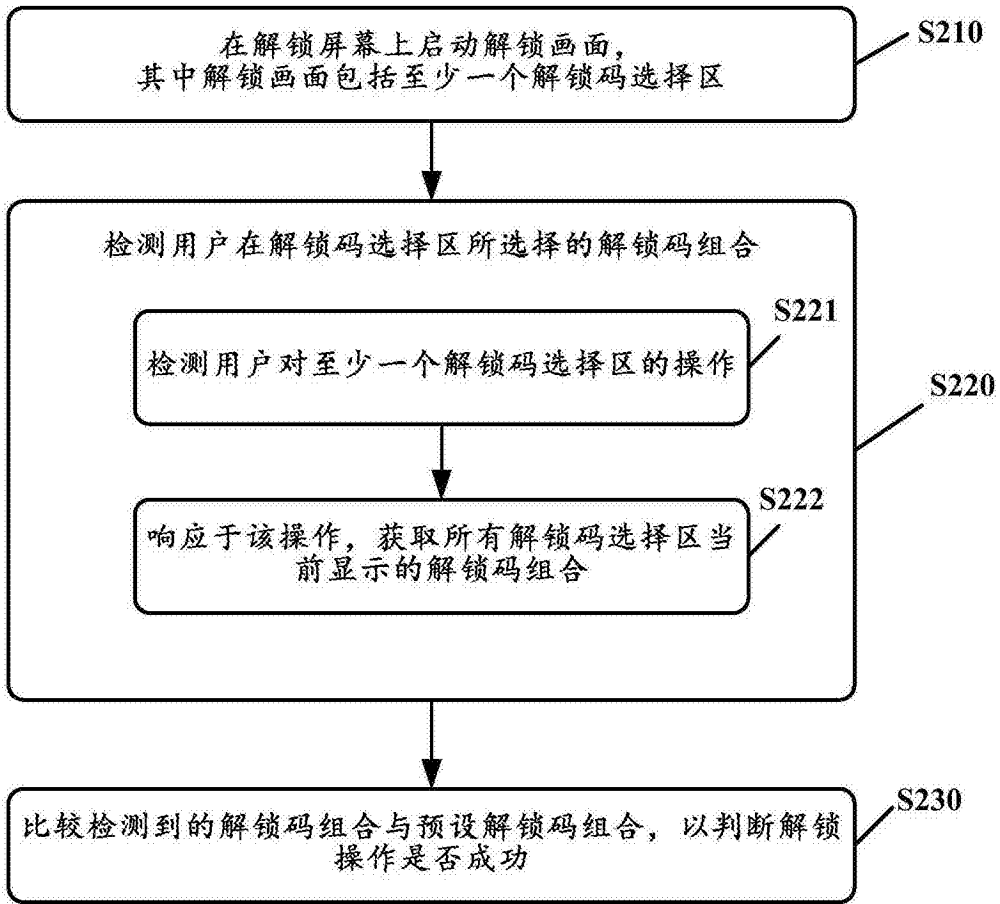 在解锁屏幕上启动解锁画面，
其中解锁画面包括至少一个解锁码选择区
S210
检测用户在解锁码选择区所选择的解锁码组合
S221
检测用户对至少一个解锁码选择区的操作
S220
S222
响应于该操作，获取所有解锁码选择区当
前显示的解锁码组合
S230
比较检测到的解锁码组合与预设解锁码组合，以判断解锁
操作是否成功